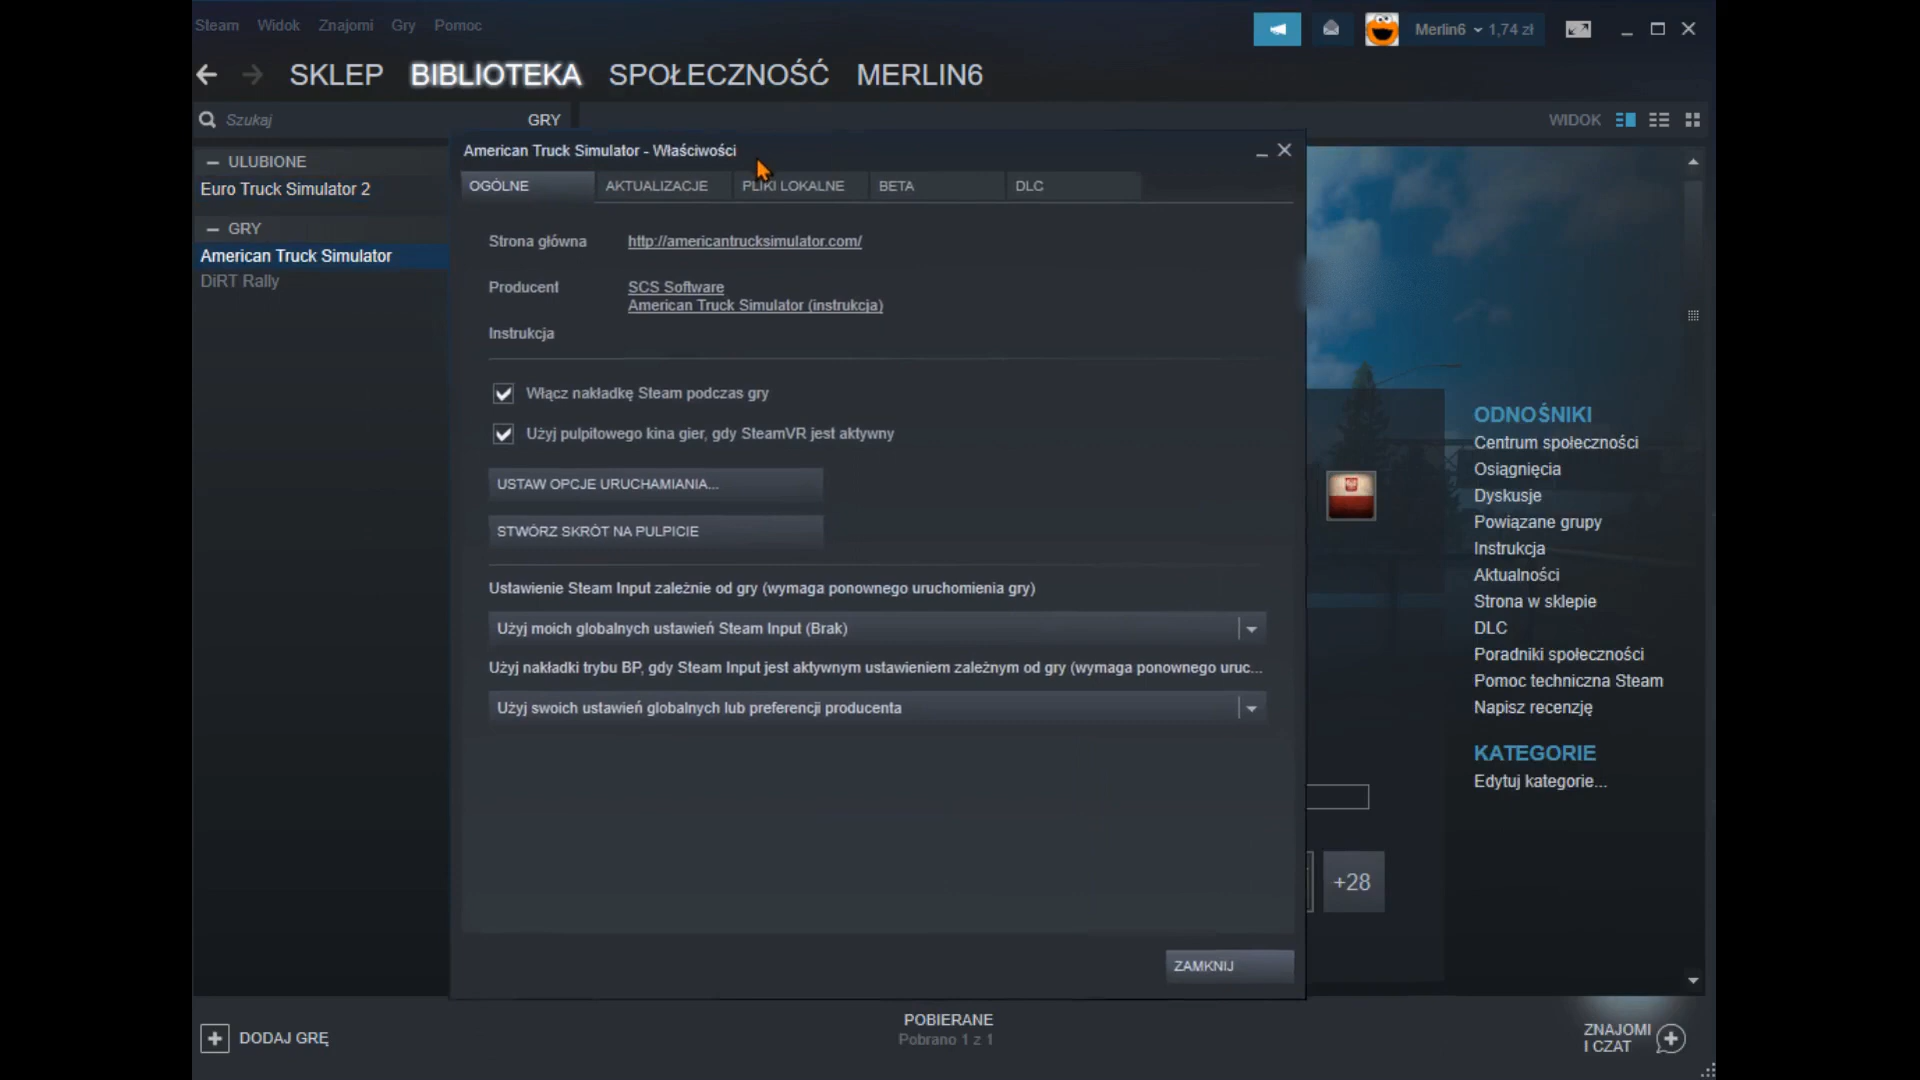 Steam Widok Znajomi Gry Pomoc
Merlin6 1,74 zł
SKLEP BIBLIOTEKA SPOŁECZNOŚĆ MERLIN6
Szukaj GRY
WIDOK
ULUBIONE
Euro Truck Simulator 2
GRY
American Truck Simulator
DiRT Rally
American Truck Simulator - Właściwości
OGÓLNE AKTUALIZACJE PLIKI LOKALNE BETA DLC
Strona główna http://americantrucksimulator.com/
Producent SCS Software
American Truck Simulator (instrukcja)
Instrukcja
Włącz nakładkę Steam podczas gry
Użyj pulpitowego kina gier, gdy SteamVR jest aktywny
USTAW OPCJE URUCHAMIANIA...
STWÓRZ SKRÓT NA PULPICIE
Ustawienie Steam Input zależnie od gry (wymaga ponownego uruchomienia gry)
Użyj moich globalnych ustawień Steam Input (Brak)
Użyj nakładki trybu BP, gdy Steam Input jest aktywnym ustawieniem zależnym od gry (wymaga ponownego uruc...
Użyj swoich ustawień globalnych lub preferencji producenta
ZAMKNIJ
ODNOŚNIKI
Centrum społeczności
Osiągnięcia
Dyskusje
Powiązane grupy
Instrukcja
Aktualności
Strona w sklepie
DLC
Poradniki społeczności
Pomoc techniczna Steam
Napisz recenzję
KATEGORIE
Edytuj kategorie...
+28
DODAJ GRĘ
POBIERANE
Pobrano 1 z 1
ZNAJOMI
I CZAT